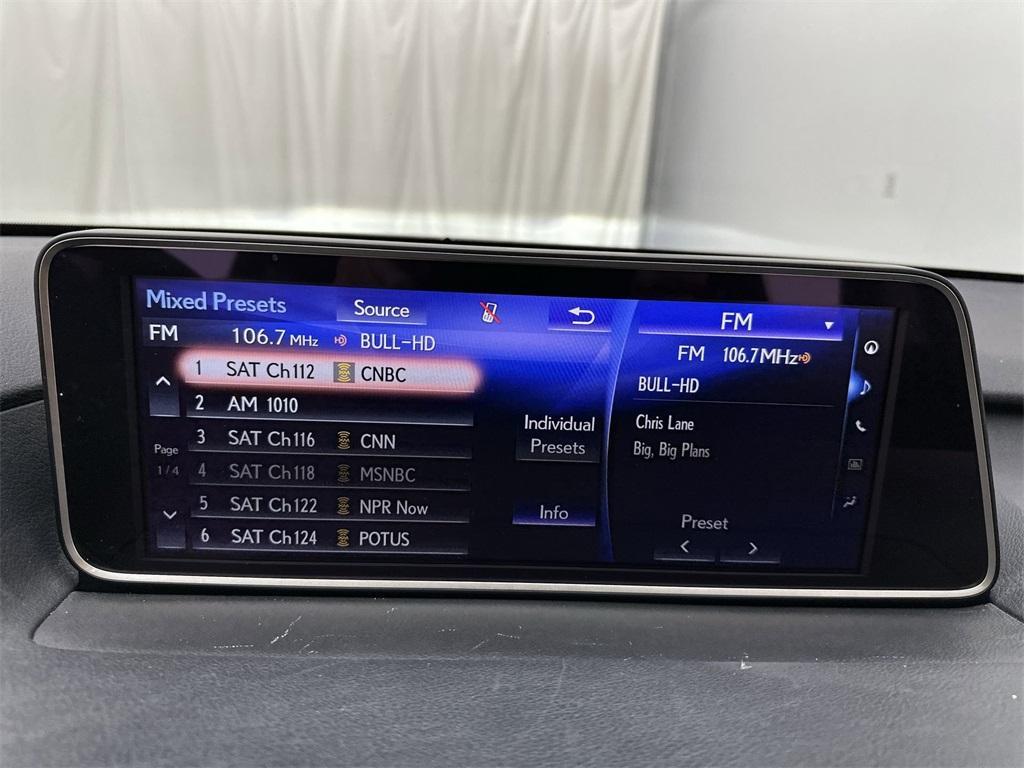 Mixed Presets
Source
FM
FM 106.7 MHz HD BULL-HD
FM 106.7MHz HD
1 SAT Ch112 CNBC
BULL-HD
2 AM 1010
Individual
Presets
Chris Lane
3 SAT Ch116 CNN
Big, Big Plans
Page
1/4
4 SAT Ch118 MSNBC
5 SAT Ch122 NPR Now
Info
Preset
6 SAT Ch124 POTUS